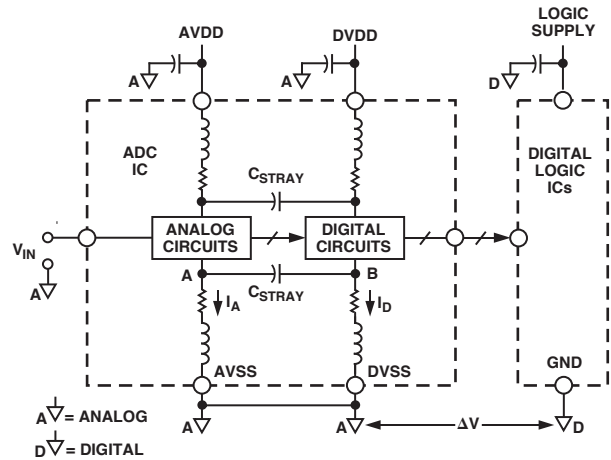 AVDD
DVDD
LOGIC
SUPPLY
A
A
D
ADC
IC
CSTRAY
DIGITAL
LOGIC
ICs
VIN
ANALOG
CIRCUITS
DIGITAL
CIRCUITS
A
A
B
CSTRAY
IA
ID
AVSS
DVSS
GND
A = ANALOG
A
A
ΔV
D
D = DIGITAL